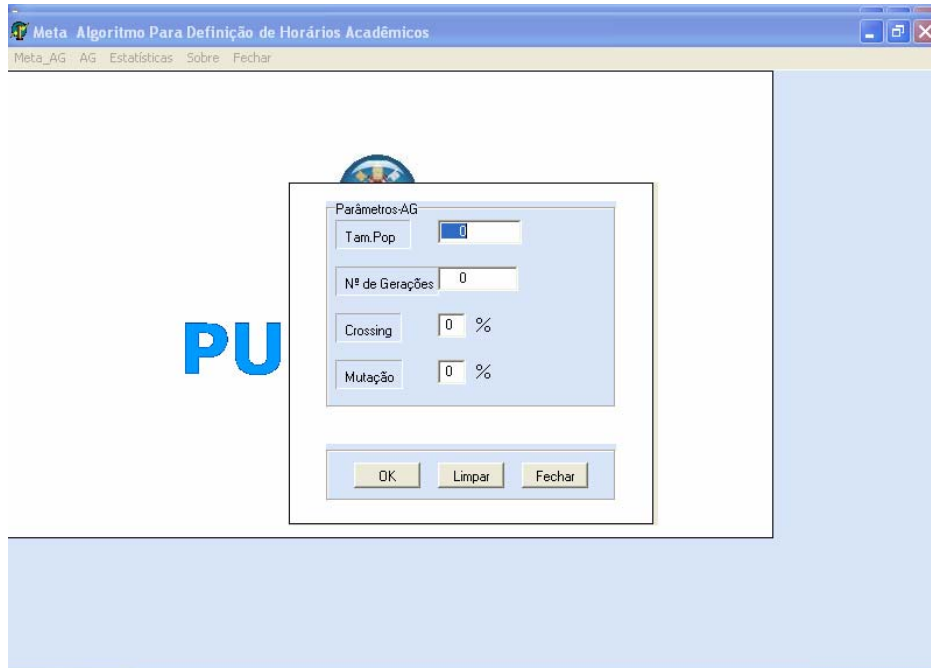 Meta Algoritmo Para Definição de Horários Acadêmicos
Meta_AG AG Estatísticas Sobre Fechar
PU
Parâmetros-AG
Tam.Pop 0
Nº de Gerações 0
Crossing 0 %
Mutação 0 %
OK Limpar Fechar